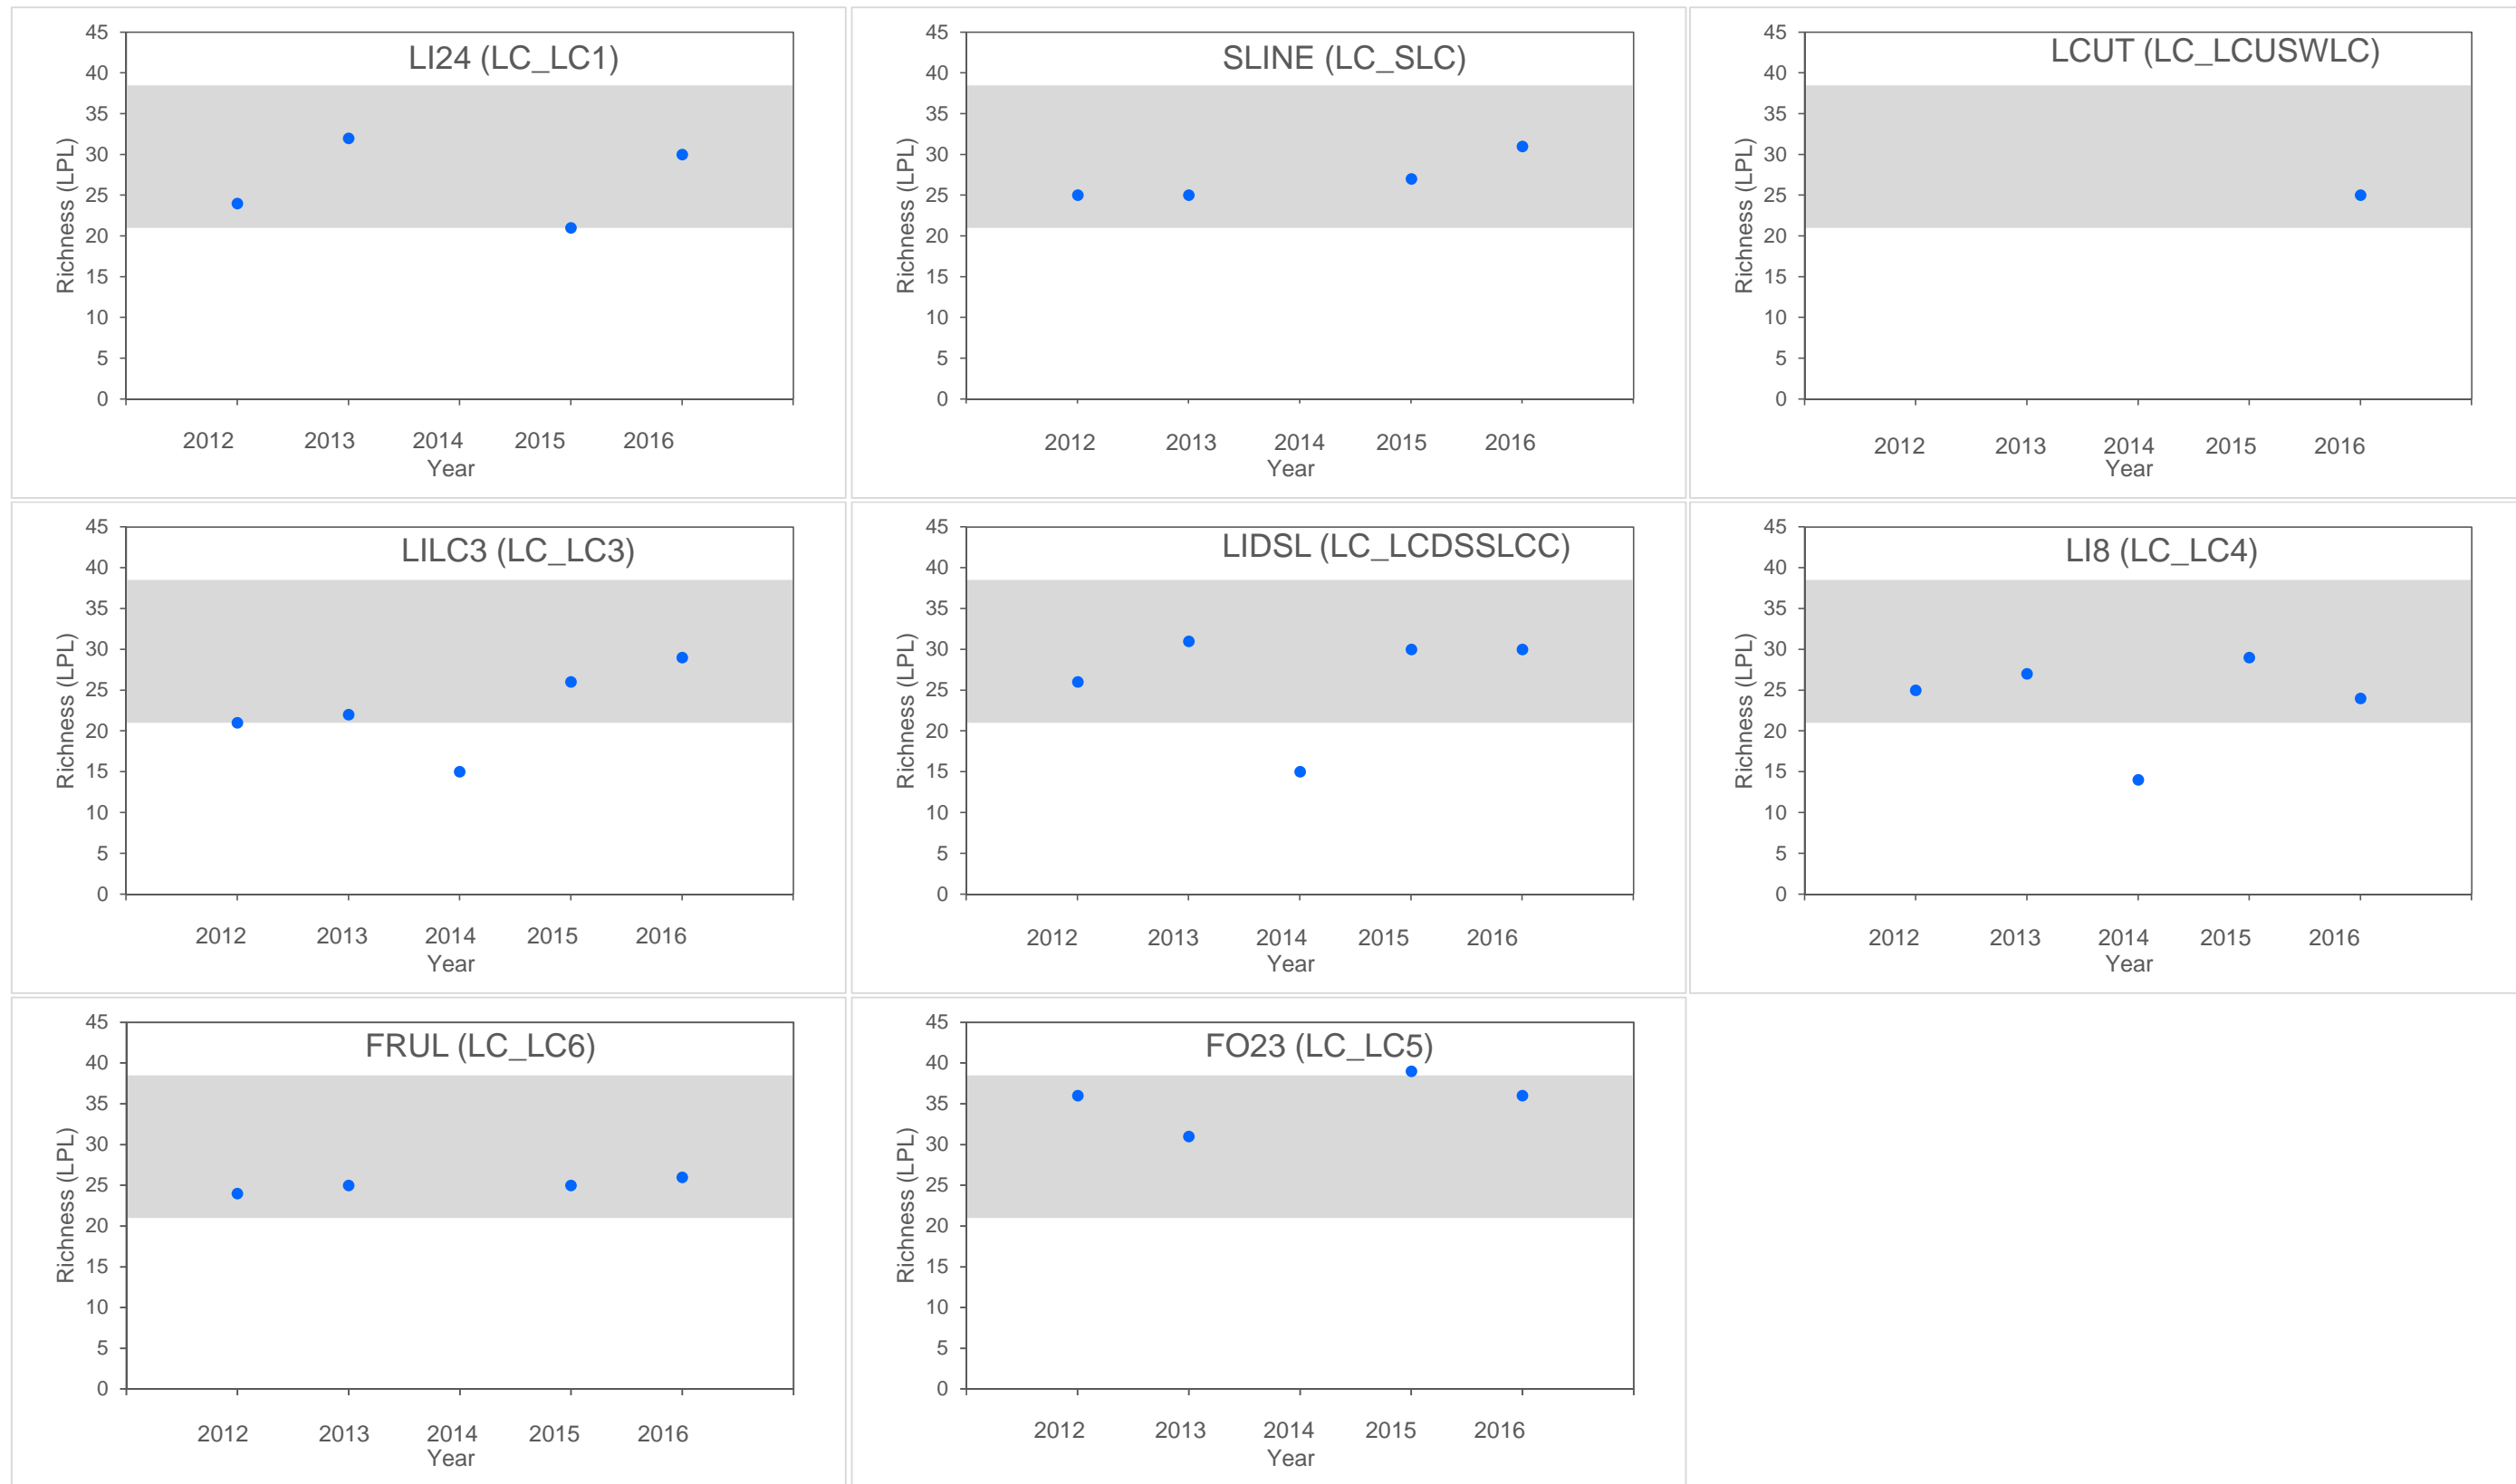 LI24 (LC_LC1)
Richness (LPL)
45
40
35
30
25
20
15
10
5
0
2012 2013 2014 2015 2016
Year
SLINE (LC_SLC)
Richness (LPL)
45
40
35
30
25
20
15
10
5
0
2012 2013 2014 2015 2016
Year
LCUT (LC_LCUSWLC)
Richness (LPL)
45
40
35
30
25
20
15
10
5
0
2012 2013 2014 2015 2016
Year
LILC3 (LC_LC3)
Richness (LPL)
45
40
35
30
25
20
15
10
5
0
2012 2013 2014 2015 2016
Year
LIDSL (LC_LCDSSLCC)
Richness (LPL)
45
40
35
30
25
20
15
10
5
0
2012 2013 2014 2015 2016
Year
LI8 (LC_LC4)
Richness (LPL)
45
40
35
30
25
20
15
10
5
0
2012 2013 2014 2015 2016
Year
FRUL (LC_LC6)
Richness (LPL)
45
40
35
30
25
20
15
10
5
0
2012 2013 2014 2015 2016
Year
FO23 (LC_LC5)
Richness (LPL)
45
40
35
30
25
20
15
10
5
0
2012 2013 2014 2015 2016
Year